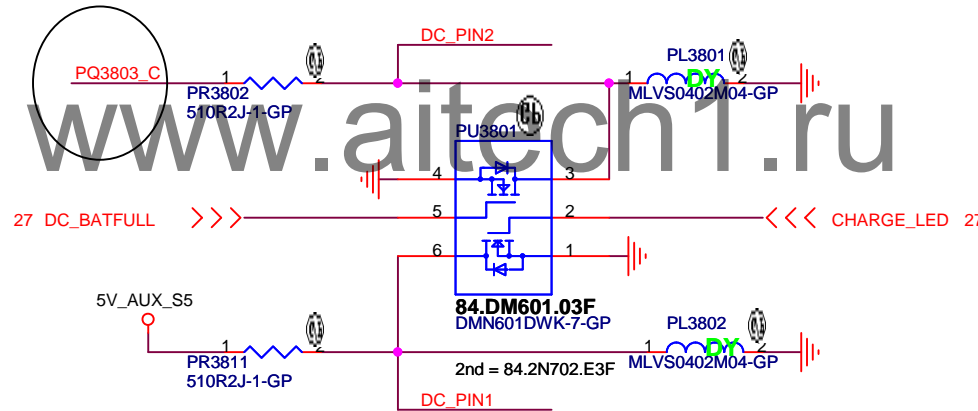 DC_PIN2
PQ3803_C
1 2
PR3802
510R2J-1-GP
PL3801
1 DY 2
MLVS0402M04-GP
www.aitech1.ru
PU3801
4 3
27 DC_BATFULL 5 2 CHARGE_LED 27
6 1
84.DM601.03F
DMN601DWK-7-GP
2nd = 84.2N702.E3F
5V_AUX_S5
1 2
PR3811
510R2J-1-GP
PL3802
1 DY 2
MLVS0402M04-GP
DC_PIN1